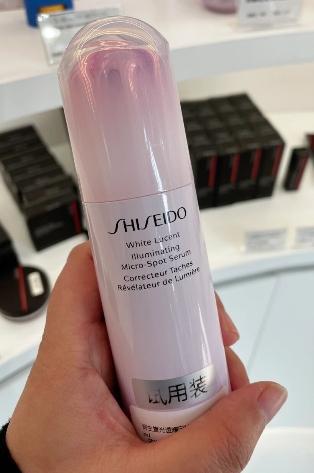 SHISEIDO
White Lucent
Illuminating
Micro-Spot Serum
Correcteur Taches
Révélateur de Lumière
试用装